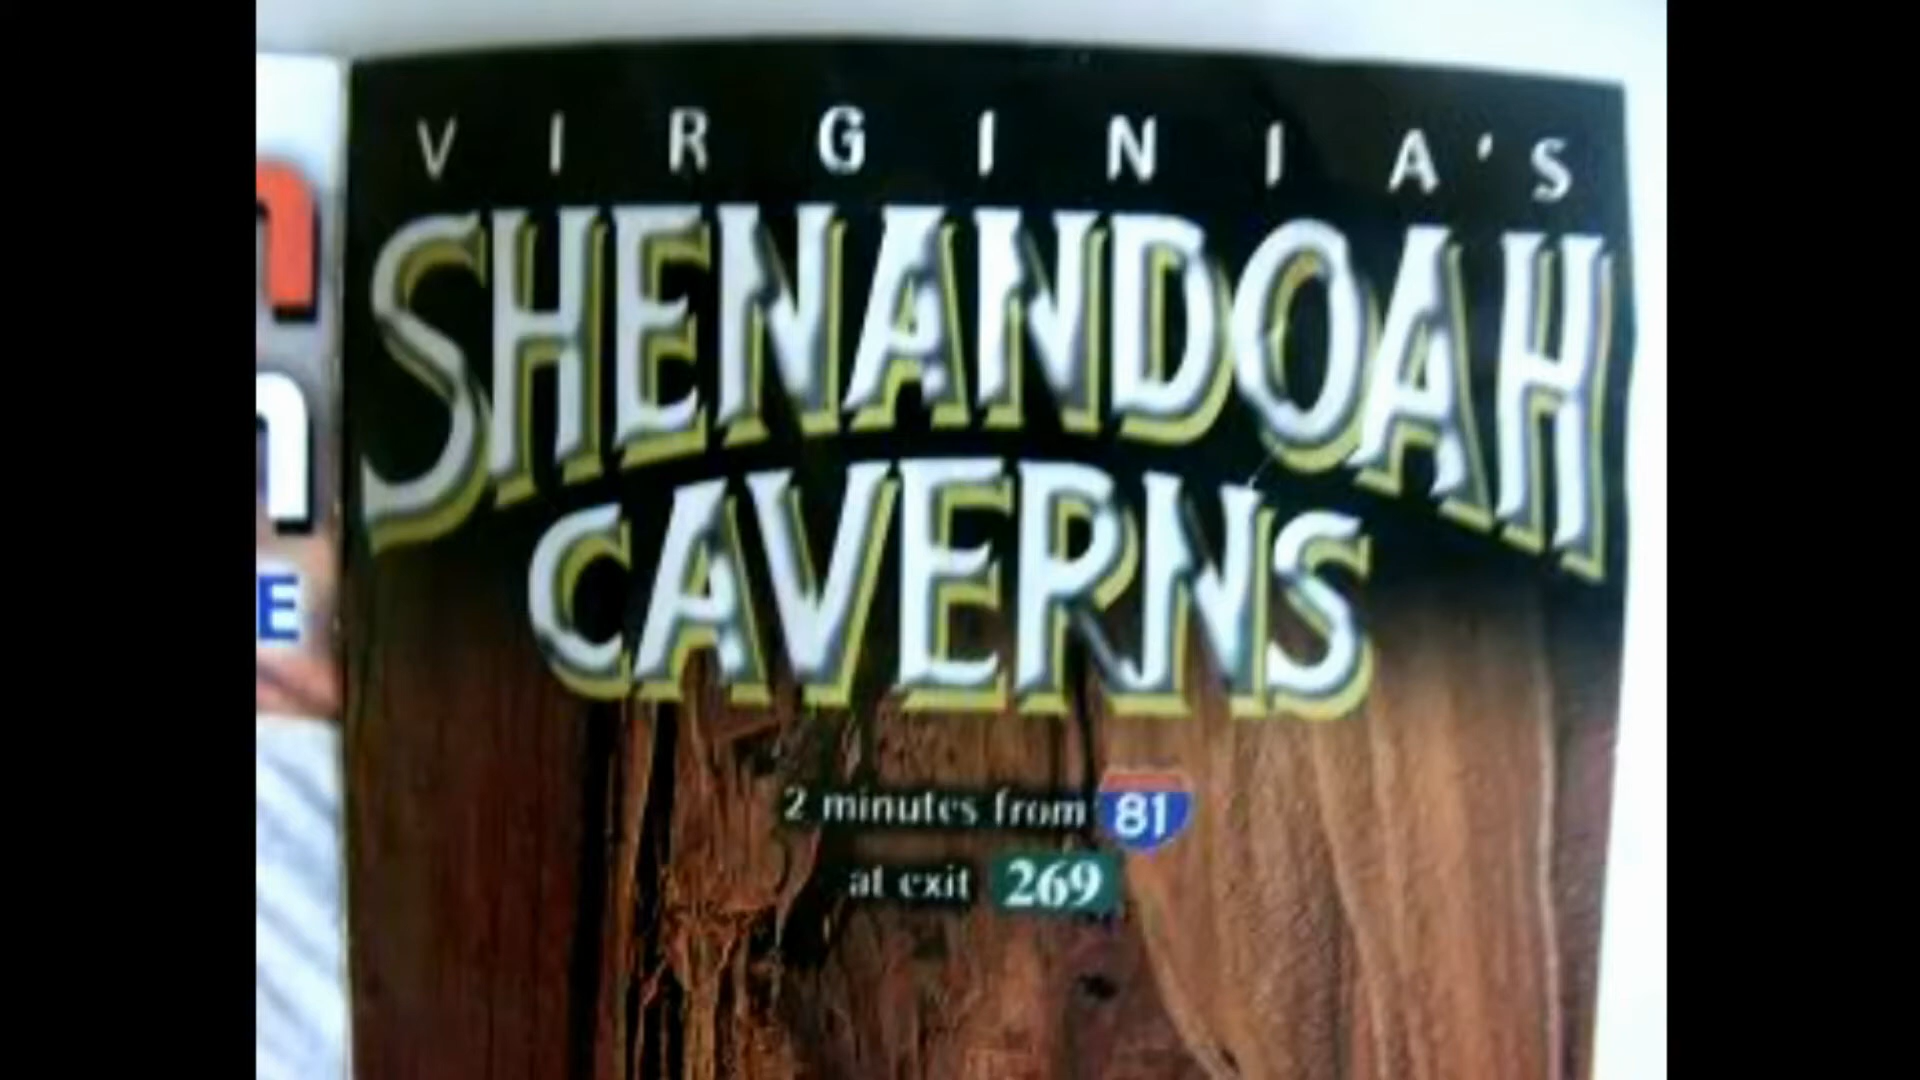 VIRGINIA'S
SHENANDOAH
CAVERNS
2 minutes from 81
at exit 269
n
n
E